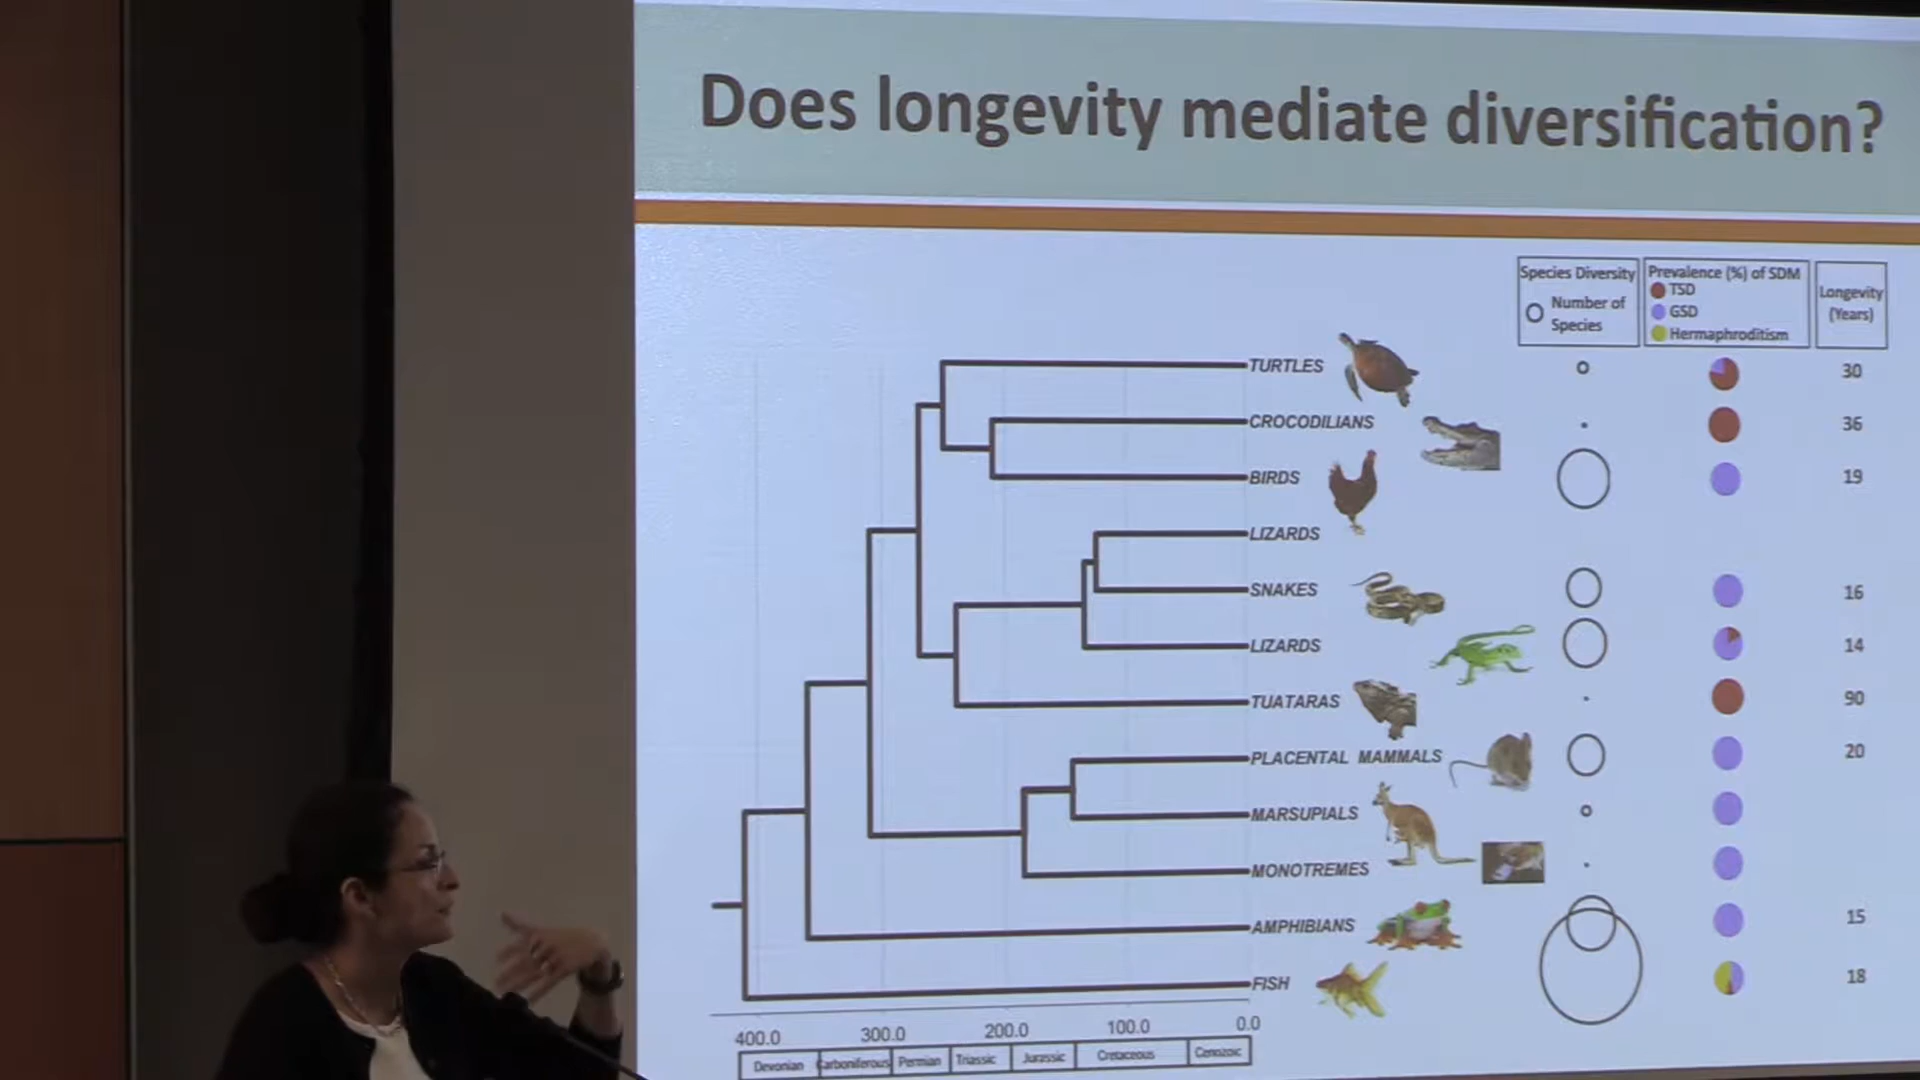 Does longevity mediate diversification?
Species Diversity
Number of
Species
Prevalence (%) of SDM
TSD
GSD
Hermaphroditism
Longevity
(Years)
TURTLES 30
CROCODILIANS 36
BIRDS 19
LIZARDS
SNAKES 16
LIZARDS 14
TUATARAS 90
PLACENTAL MAMMALS 20
MARSUPIALS
MONOTREMES
AMPHIBIANS 15
FISH 18
400.0 300.0 200.0 100.0 0.0
Devonian Carboniferous Permian Triassic Jurassic Cretaceous Cenozoic